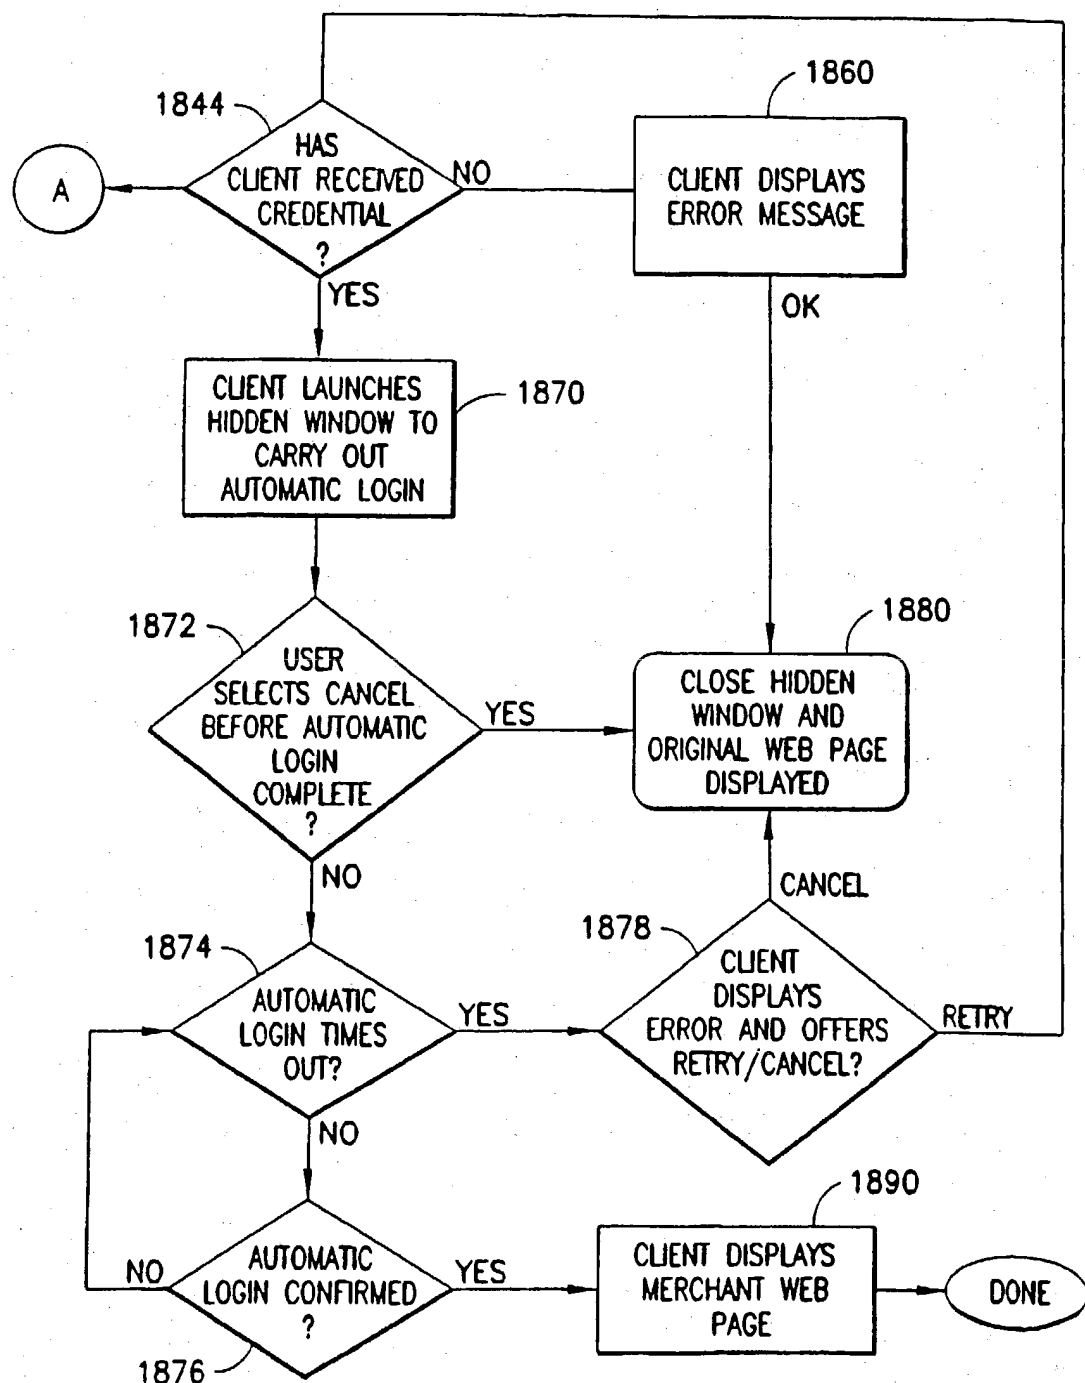 1844
HAS
CLIENT RECEIVED
CREDENTIAL
?
A
NO
YES
1860
CLIENT DISPLAYS
ERROR MESSAGE
OK
CLIENT LAUNCHES
HIDDEN WINDOW TO
CARRY OUT
AUTOMATIC LOGIN
1870
1872
USER
SELECTS CANCEL
BEFORE AUTOMATIC
LOGIN
COMPLETE
?
YES
NO
1880
CLOSE HIDDEN
WINDOW AND
ORIGINAL WEB PAGE
DISPLAYED
CANCEL
1874
AUTOMATIC
LOGIN TIMES
OUT?
YES
NO
1878
CLIENT
DISPLAYS
ERROR AND OFFERS
RETRY/CANCEL?
RETRY
AUTOMATIC
LOGIN CONFIRMED
?
NO
YES
1876
1890
CLIENT DISPLAYS
MERCHANT WEB
PAGE
DONE